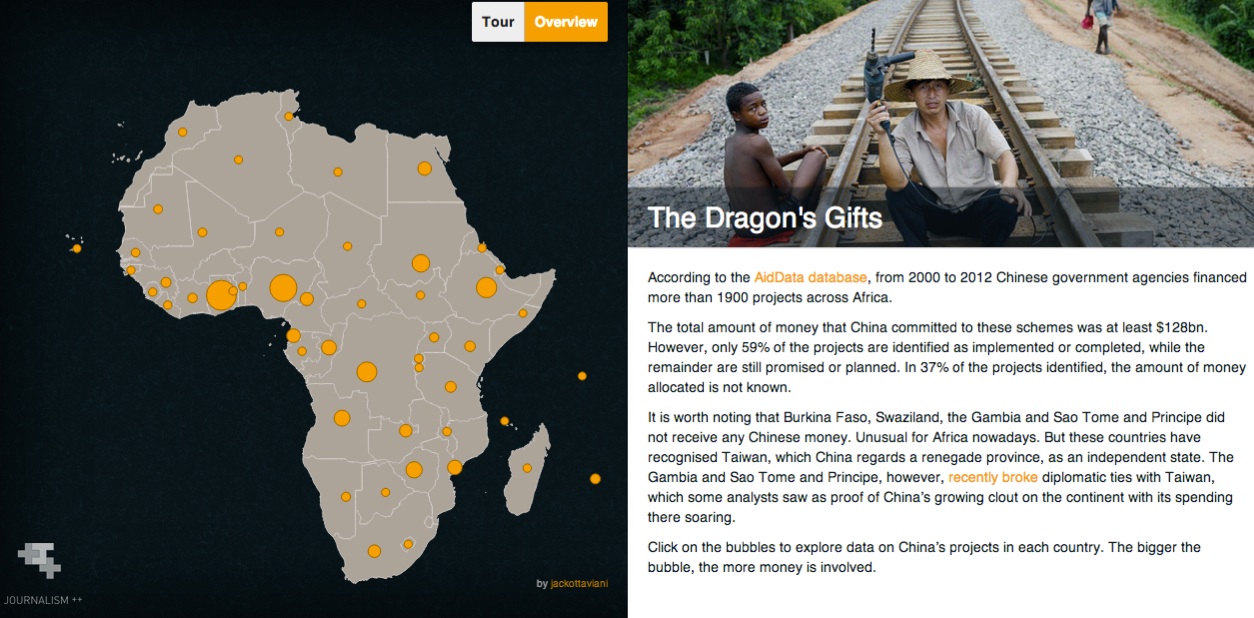 Tour Overview
The Dragon's Gifts
According to the AidData database, from 2000 to 2012 Chinese government agencies financed
more than 1900 projects across Africa.
The total amount of money that China committed to these schemes was at least $128bn.
However, only 59% of the projects are identified as implemented or completed, while the
remainder are still promised or planned. In 37% of the projects identified, the amount of money
allocated is not known.
It is worth noting that Burkina Faso, Swaziland, the Gambia and Sao Tome and Principe did
not receive any Chinese money. Unusual for Africa nowadays. But these countries have
recognised Taiwan, which China regards a renegade province, as an independent state. The
Gambia and Sao Tome and Principe, however, recently broke diplomatic ties with Taiwan,
which some analysts saw as proof of China's growing clout on the continent with its spending
there soaring.
Click on the bubbles to explore data on China's projects in each country. The bigger the
bubble, the more money is involved.
by jackottaviani
JOURNALISM ++